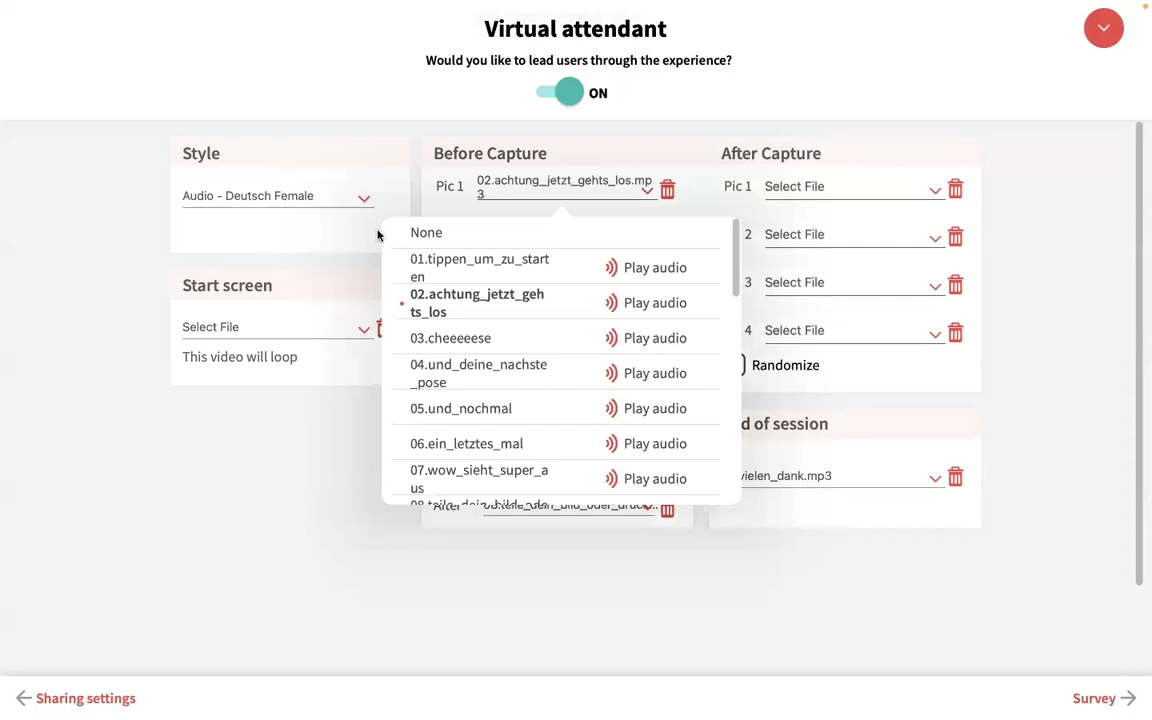 Virtual attendant
Would you like to lead users through the experience?
ON
Style
Audio - Deutsch Female
Start screen
Select File
This video will loop
Before Capture
Pic 1
02.achtung_jetzt_gehts_los.mp
3
None
01.tippen_um_zu_start
en
Play audio
02.achtung_jetzt_geh
ts_los
Play audio
03.cheeeeese
Play audio
04.und_deine_nachste
_pose
Play audio
05.und_nochmal
Play audio
06.ein_letztes_mal
Play audio
07.wow_sieht_super_a
us
Play audio
After
After Capture
Pic 1
Select File
2
Select File
3
Select File
4
Select File
Randomize
d of session
vielen_dank.mp3
Sharing settings
Survey